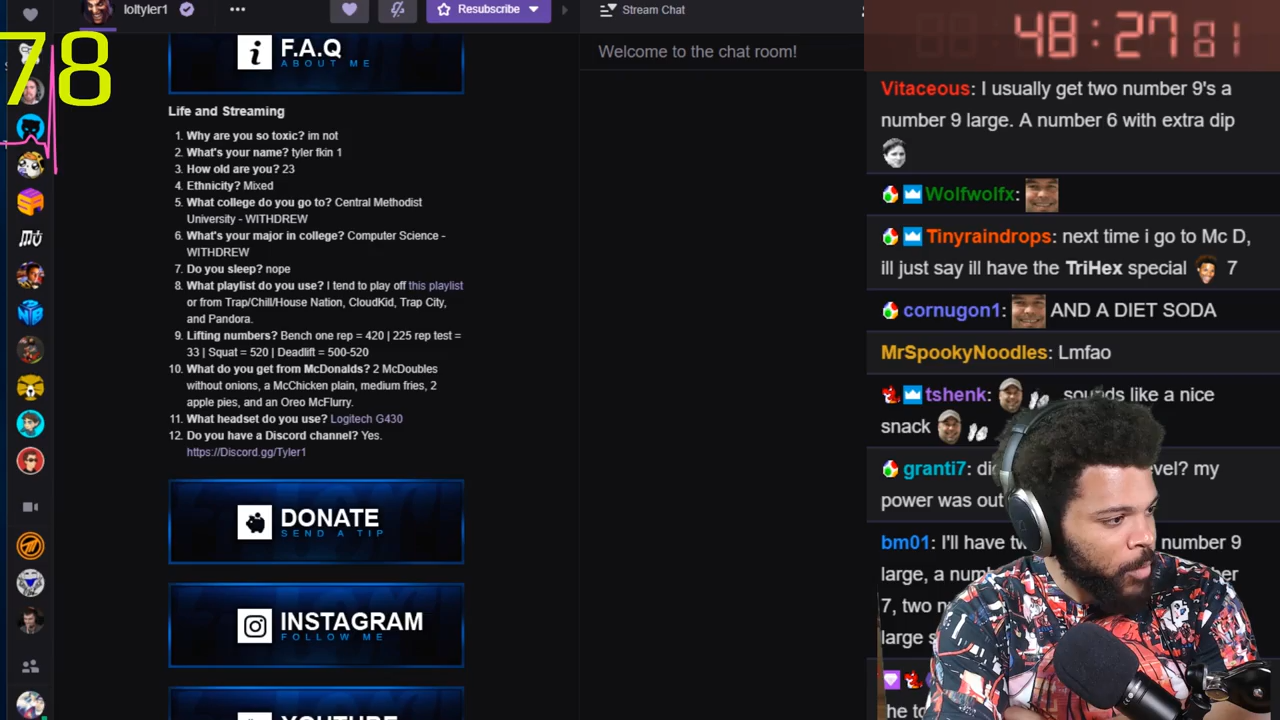 loltyler1
Resubscribe
Stream Chat
78
48:27 81
F.A.Q
ABOUT ME
Life and Streaming
1. Why are you so toxic? im not
2. What's your name? tyler fkin 1
3. How old are you? 23
4. Ethnicity? Mixed
5. What college do you go to? Central Methodist
University - WITHDREW
6. What's your major in college? Computer Science -
WITHDREW
7. Do you sleep? nope
8. What playlist do you use? I tend to play off this playlist
or from Trap/Chill/House Nation, CloudKid, Trap City,
and Pandora.
9. Lifting numbers? Bench one rep = 420 | 225 rep test =
33 | Squat = 520 | Deadlift = 500-520
10. What do you get from McDonalds? 2 McDoubles
without onions, a McChicken plain, medium fries, 2
apple pies, and an Oreo McFlurry.
11. What headset do you use? Logitech G430
12. Do you have a Discord channel? Yes.
https://Discord.gg/Tyler1
DONATE
SEND A TIP
INSTAGRAM
FOLLOW ME
YOUTUBE
Welcome to the chat room!
Vitaceous: I usually get two number 9's a
number 9 large. A number 6 with extra dip
Wolfwolfx:
Tinyraindrops: next time i go to Mc D,
ill just say ill have the TriHex special 7
cornugon1: AND A DIET SODA
MrSpookyNoodles: Lmfao
tshenk: sounds like a nice
snack
granti7: evel? my
power was out
bm01: I'll have number 9
large, a
7, two
large
he